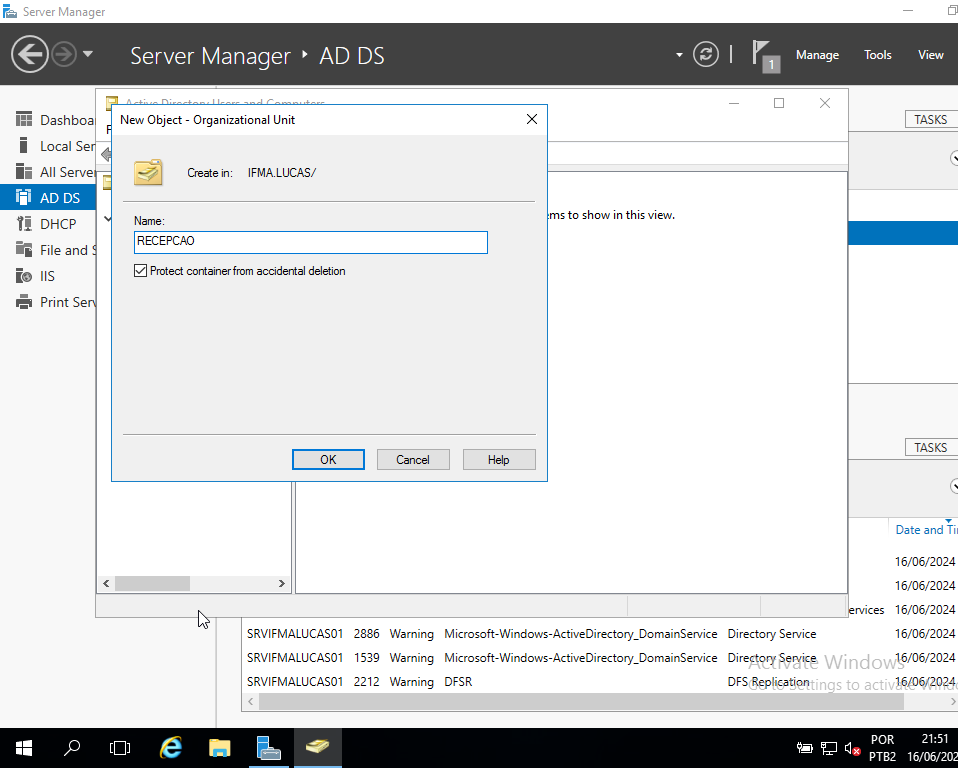 Server Manager
Server Manager ‣ AD DS
1
Manage
Tools
View
Dashboa
Local Ser
All Server
AD DS
DHCP
File and S
IIS
Print Serv
TASKS
Active Directory Users and Computers
New Object - Organizational Unit
Create in:
IFMA.LUCAS/
Name:
RECEPCAO
Protect container from accidental deletion
OK
Cancel
Help
ms to show in this view.
TASKS
Date and Ti
16/06/2024
16/06/2024
ervices 16/06/2024
SRVIFMALUCAS01 2886 Warning Microsoft-Windows-ActiveDirectory_DomainService Directory Service 16/06/2024
SRVIFMALUCAS01 1539 Warning Microsoft-Windows-ActiveDirectory_DomainService Directory Service 16/06/2024
SRVIFMALUCAS01 2212 Warning DFSR DFS Replication 16/06/2024
Activate Windows
Go to Settings to activate Windo
POR
PTB2
21:51
16/06/202